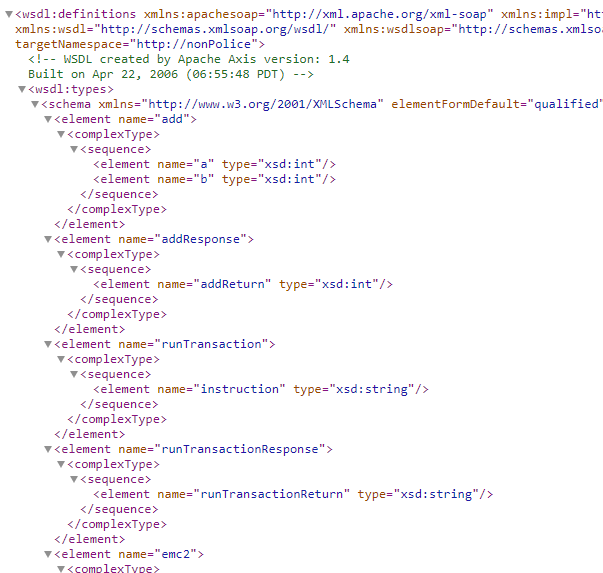 <wsdl:definitions xmlns:apachesoap="http://xml.apache.org/xml-soap" xmlns:impl="ht
xmlns:wsdl="http://schemas.xmlsoap.org/wsdl/" xmlns:wsdlsoap="http://schemas.xmlso
targetNamespace="http://nonPolice">
<!-- WSDL created by Apache Axis version: 1.4
Built on Apr 22, 2006 (06:55:48 PDT) -->
<wsdl:types>
<schema xmlns="http://www.w3.org/2001/XMLSchema" elementFormDefault="qualified"
<element name="add">
<complexType>
<sequence>
<element name="a" type="xsd:int"/>
<element name="b" type="xsd:int"/>
</sequence>
</complexType>
</element>
<element name="addResponse">
<complexType>
<sequence>
<element name="addReturn" type="xsd:int"/>
</sequence>
</complexType>
</element>
<element name="runTransaction">
<complexType>
<sequence>
<element name="instruction" type="xsd:string"/>
</sequence>
</complexType>
</element>
<element name="runTransactionResponse">
<complexType>
<sequence>
<element name="runTransactionReturn" type="xsd:string"/>
</sequence>
</complexType>
</element>
<element name="emc2">
<complexType>